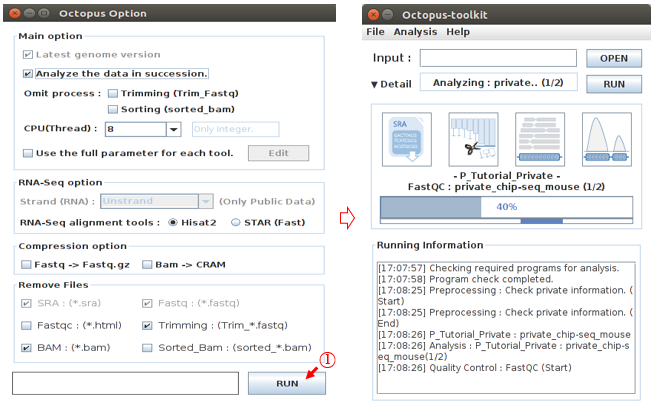 Octopus Option
Main option
Latest genome version
Analyze the data in succession.
Omit process : Trimming (Trim_Fastq)
Sorting (sorted_bam)
CPU(Thread) : 8 Only integer.
Use the full parameter for each tool. Edit
RNA-Seq option
Strand (RNA) : Unstrand (Only Public Data)
RNA-Seq alignment tools : Hisat2 STAR (Fast)
Compression option
Fastq -> Fastq.gz Bam -> CRAM
Remove Files
SRA : (*.sra) Fastq : (*.fastq)
Fastqc : (*.html) Trimming : (Trim_*.fastq)
BAM : (*.bam) Sorted_Bam : (sorted_*.bam)
①
RUN
Octopus-toolkit
File Analysis Help
Input : OPEN
▼ Detail Analyzing : private.. (1/2) RUN
SRA
- P_Tutorial_Private -
FastQC : private_chip-seq_mouse (1/2)
40%
Running Information
[17:07:57] Checking required programs for analysis.
[17:07:58] Program check completed.
[17:08:25] Preprocessing : Check private information. (
Start)
[17:08:25] Preprocessing : Check private information. (
End)
[17:08:26] P_Tutorial_Private : private_chip-seq_mouse
[17:08:26] Analysis : P_Tutorial_Private : private_chip-s
eq_mouse(1/2)
[17:08:26] Quality Control : FastQC (Start)